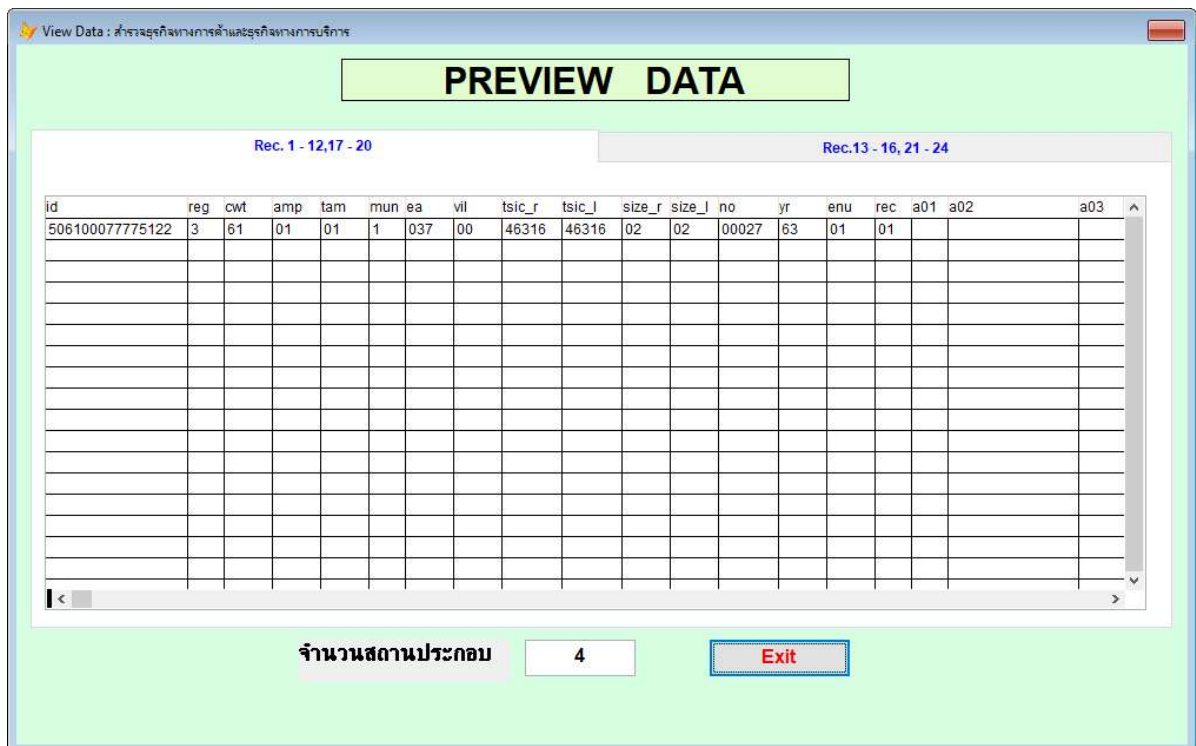 View Data : สำรวจธุรกิจทางการค้าและธุรกิจทางการบริการ
PREVIEW DATA
Rec. 1 - 12,17 - 20 Rec.13 - 16, 21 - 24
id reg cwt amp tam mun ea vil tsic_r tsic_l size_r size_l no yr enu rec a01 a02 a03
506100077775122 3 61 01 01 1 037 00 46316 46316 02 02 00027 63 01 01
จำนวนสถานประกอบ 4 Exit